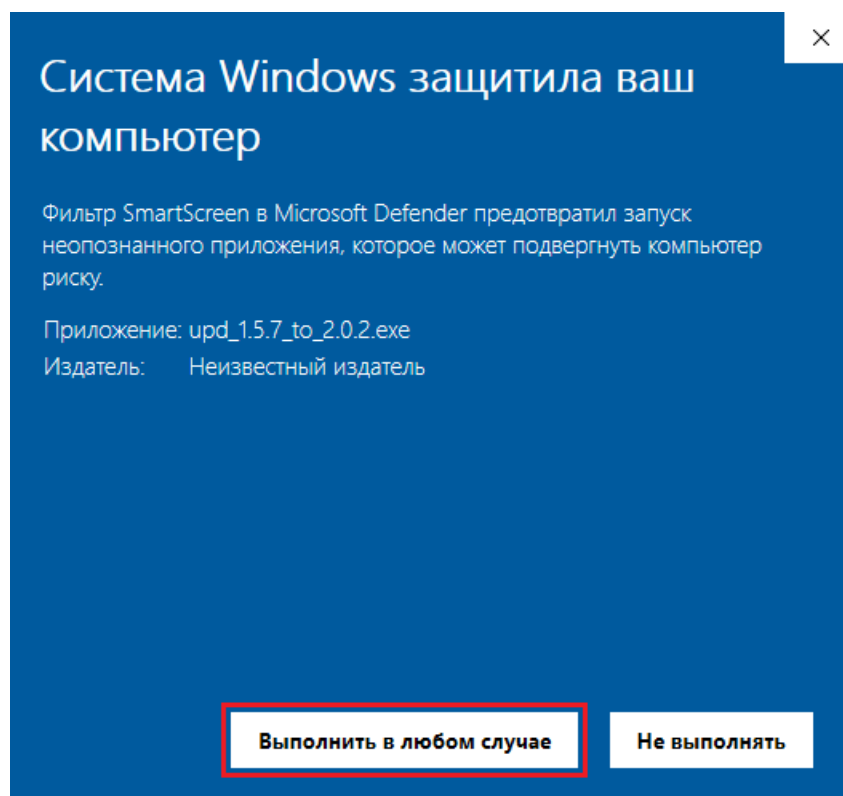 Система Windows защитила ваш
компьютер
Фильтр SmartScreen в Microsoft Defender предотвратил запуск
неопознанного приложения, которое может подвергнуть компьютер
риску.
Приложение: upd_1.5.7_to_2.0.2.exe
Издатель: Неизвестный издатель
Выполнить в любом случае Не выполнять